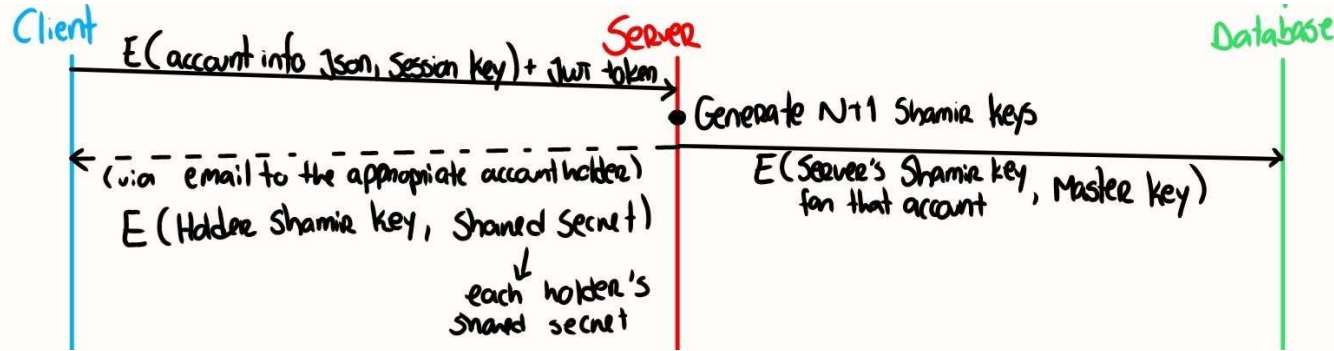 Client
Server
Database
E(account info Json, Session key) + Jwt token
Generate N+1 Shamir keys
(via email to the appropriate account holder)
E(Holder Shamir key, Shared Secret)
each holder's
shared secret
E(Server's Shamir key, Master key)
for that account